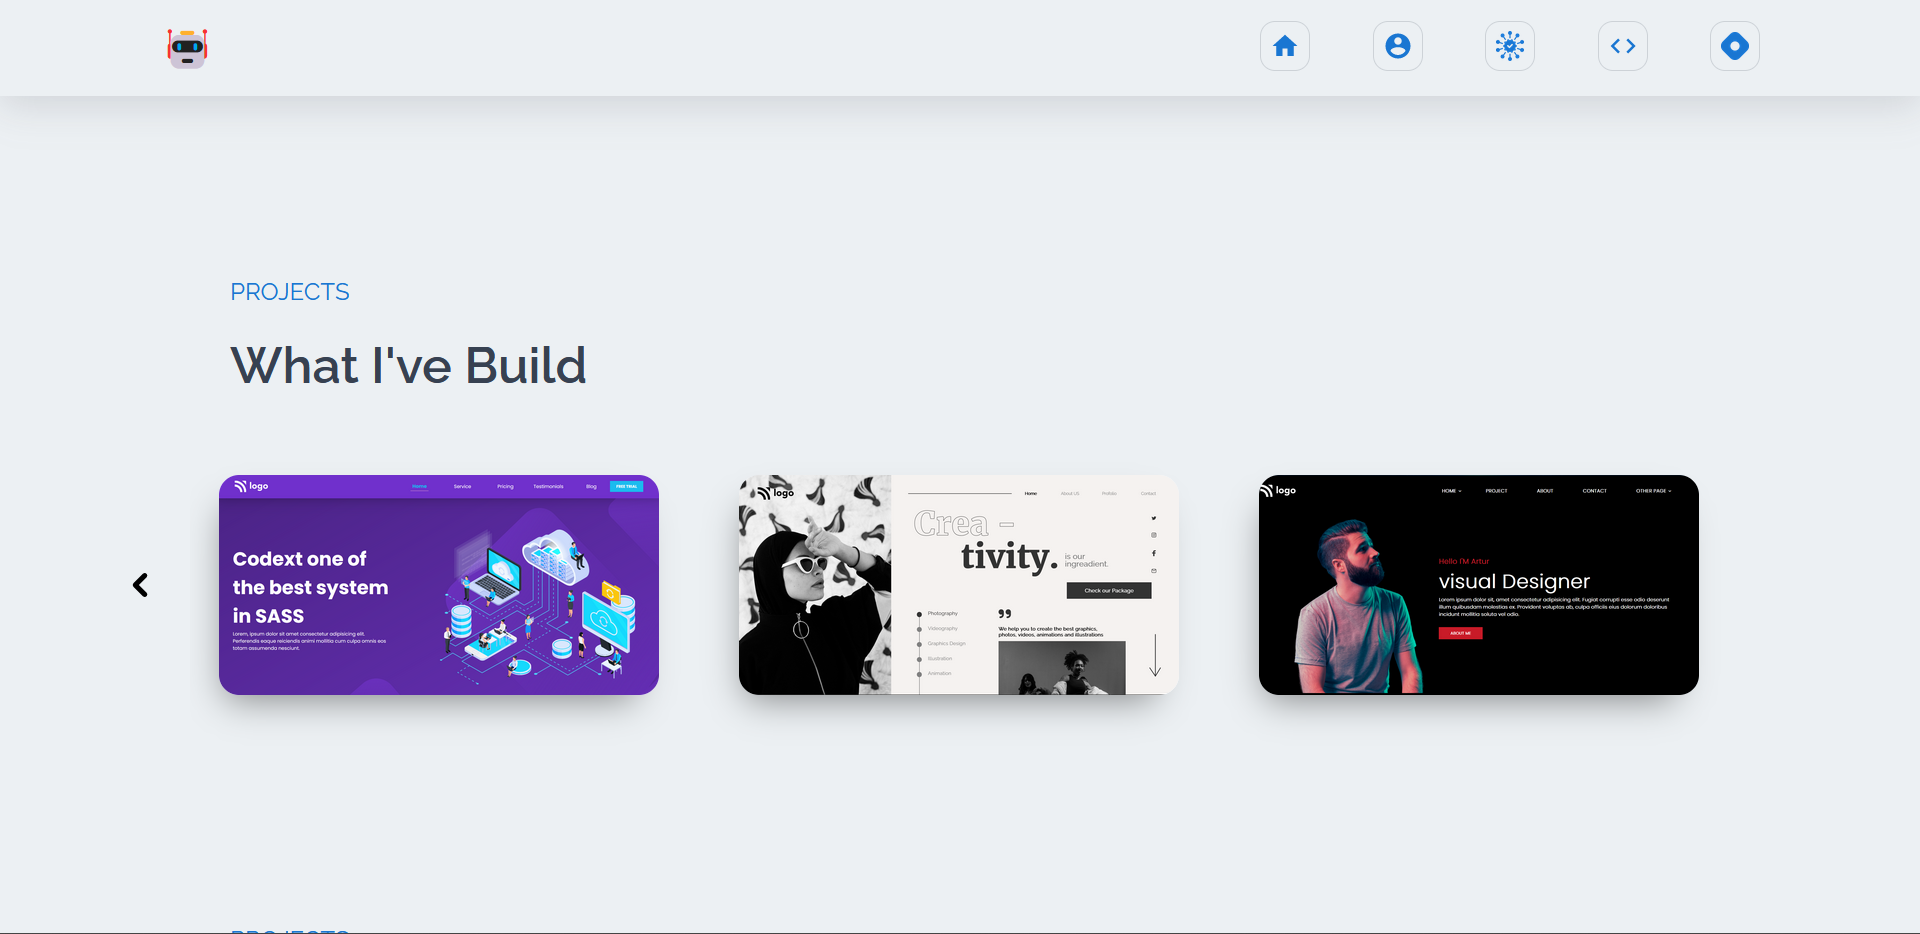 PROJECTS
What I've Build
logo
Home Service Pricing Testimonials Blog FREE TRIAL
Codext one of
the best system
in SASS
Lorem, ipsum dolor sit amet consectetur adipisicing elit.
Perferendis eaque reiciendis animi mollitia cum culpa omnis eos
totam assumenda nesciunt.
logo
Home About US Protfolio Contact
Crea -
tivity.
is our
ingreadient.
Check our Package
Photography
Videography
Graphics Design
Illustration
Animation
We help you to create the best graphics,
photos, videos, animations and illustrations
logo
HOME PROJECT ABOUT CONTACT OTHER PAGE
Hello I'M Artur
visual Designer
Lorem ipsum dolor sit, amet consectetur adipisicing elit. Fugiat corrupti esse odio deserunt
illum quibusdam molestias ex. Provident voluptas ab, culpa officiis eius dolorum doloribus
incidunt mollitia soluta vel odio.
ABOUT ME
PROJECTS